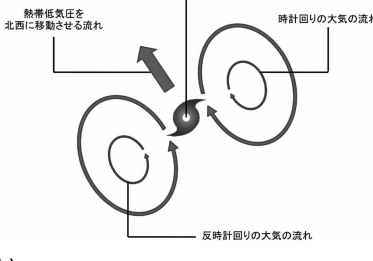 熱帯低気圧を
北西に移動させる流れ
時計回りの大気の流れ
反時計回りの大気の流れ